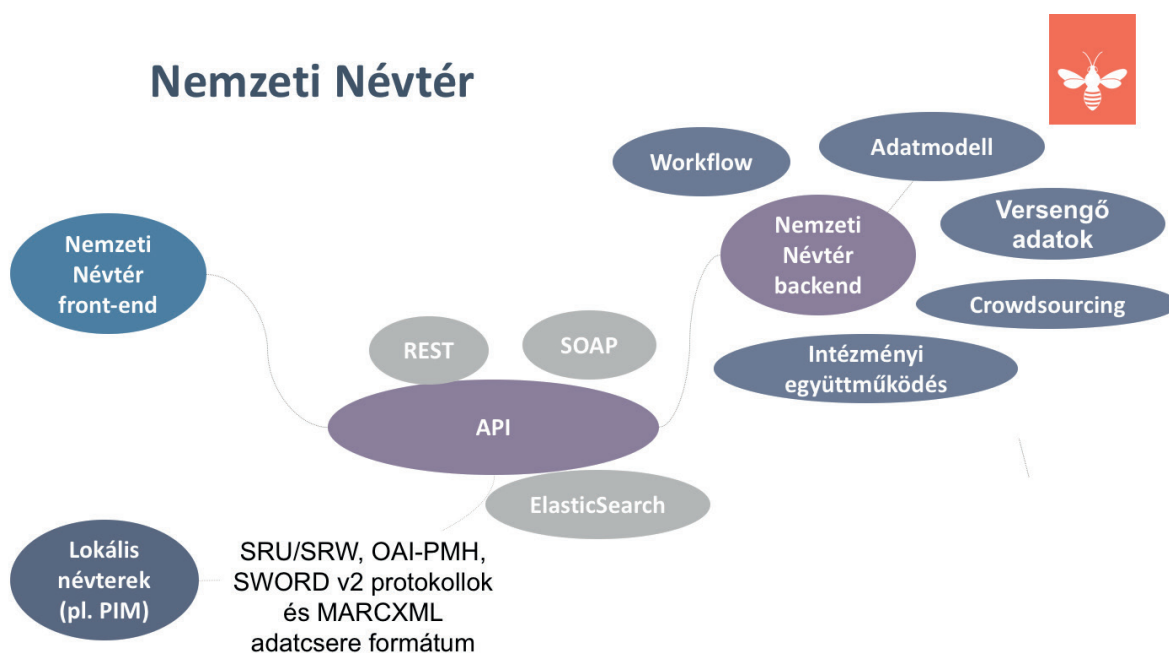 Nemzeti Névtér
Workflow
Adatmodell
Nemzeti
Névtér
front-end
Nemzeti
Névtér
backend
Versengő
adatok
Crowdsourcing
REST
SOAP
Intézményi
együttműködés
API
ElasticSearch
Lokális
névterek
(pl. PIM)
SRU/SRW, OAI-PMH,
SWORD v2 protokollok
és MARCXML
adatcsere formátum